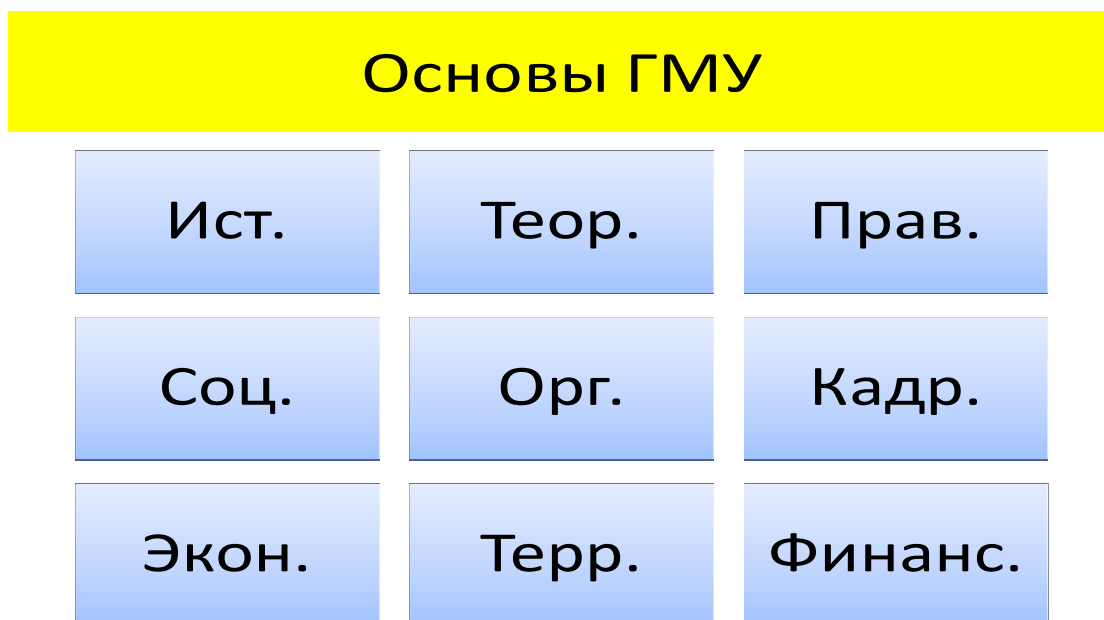 Основы ГМУ
Ист.
Теор.
Прав.
Соц.
Орг.
Кадр.
Экон.
Терр.
Финанс.